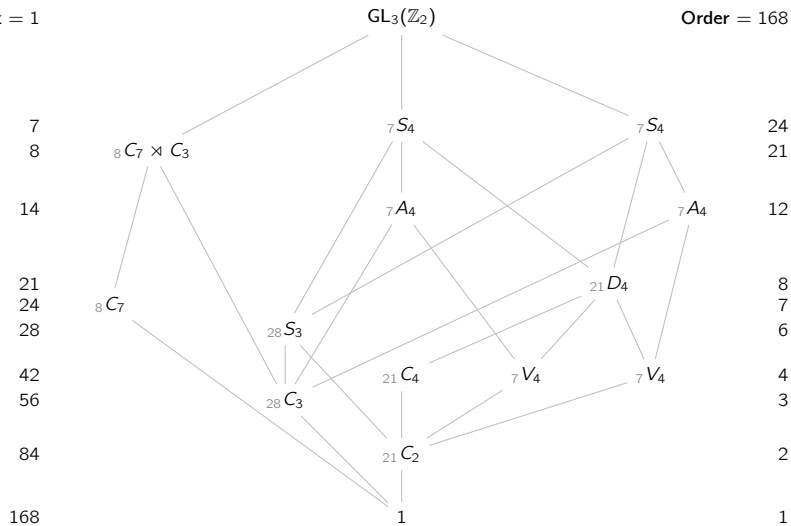 x = 1 GL₃(ℤ₂) Order = 168
7 ₇S₄ ₇S₄ 24
8 ₈C₇ ⋊ C₃ 21
14 ₇A₄ ₇A₄ 12
21 ₂₁D₄ 8
24 ₈C₇ 7
28 ₂₈S₃ 6
42 ₂₁C₄ ₇V₄ ₇V₄ 4
56 ₂₈C₃ 3
84 ₂₁C₂ 2
168 1 1